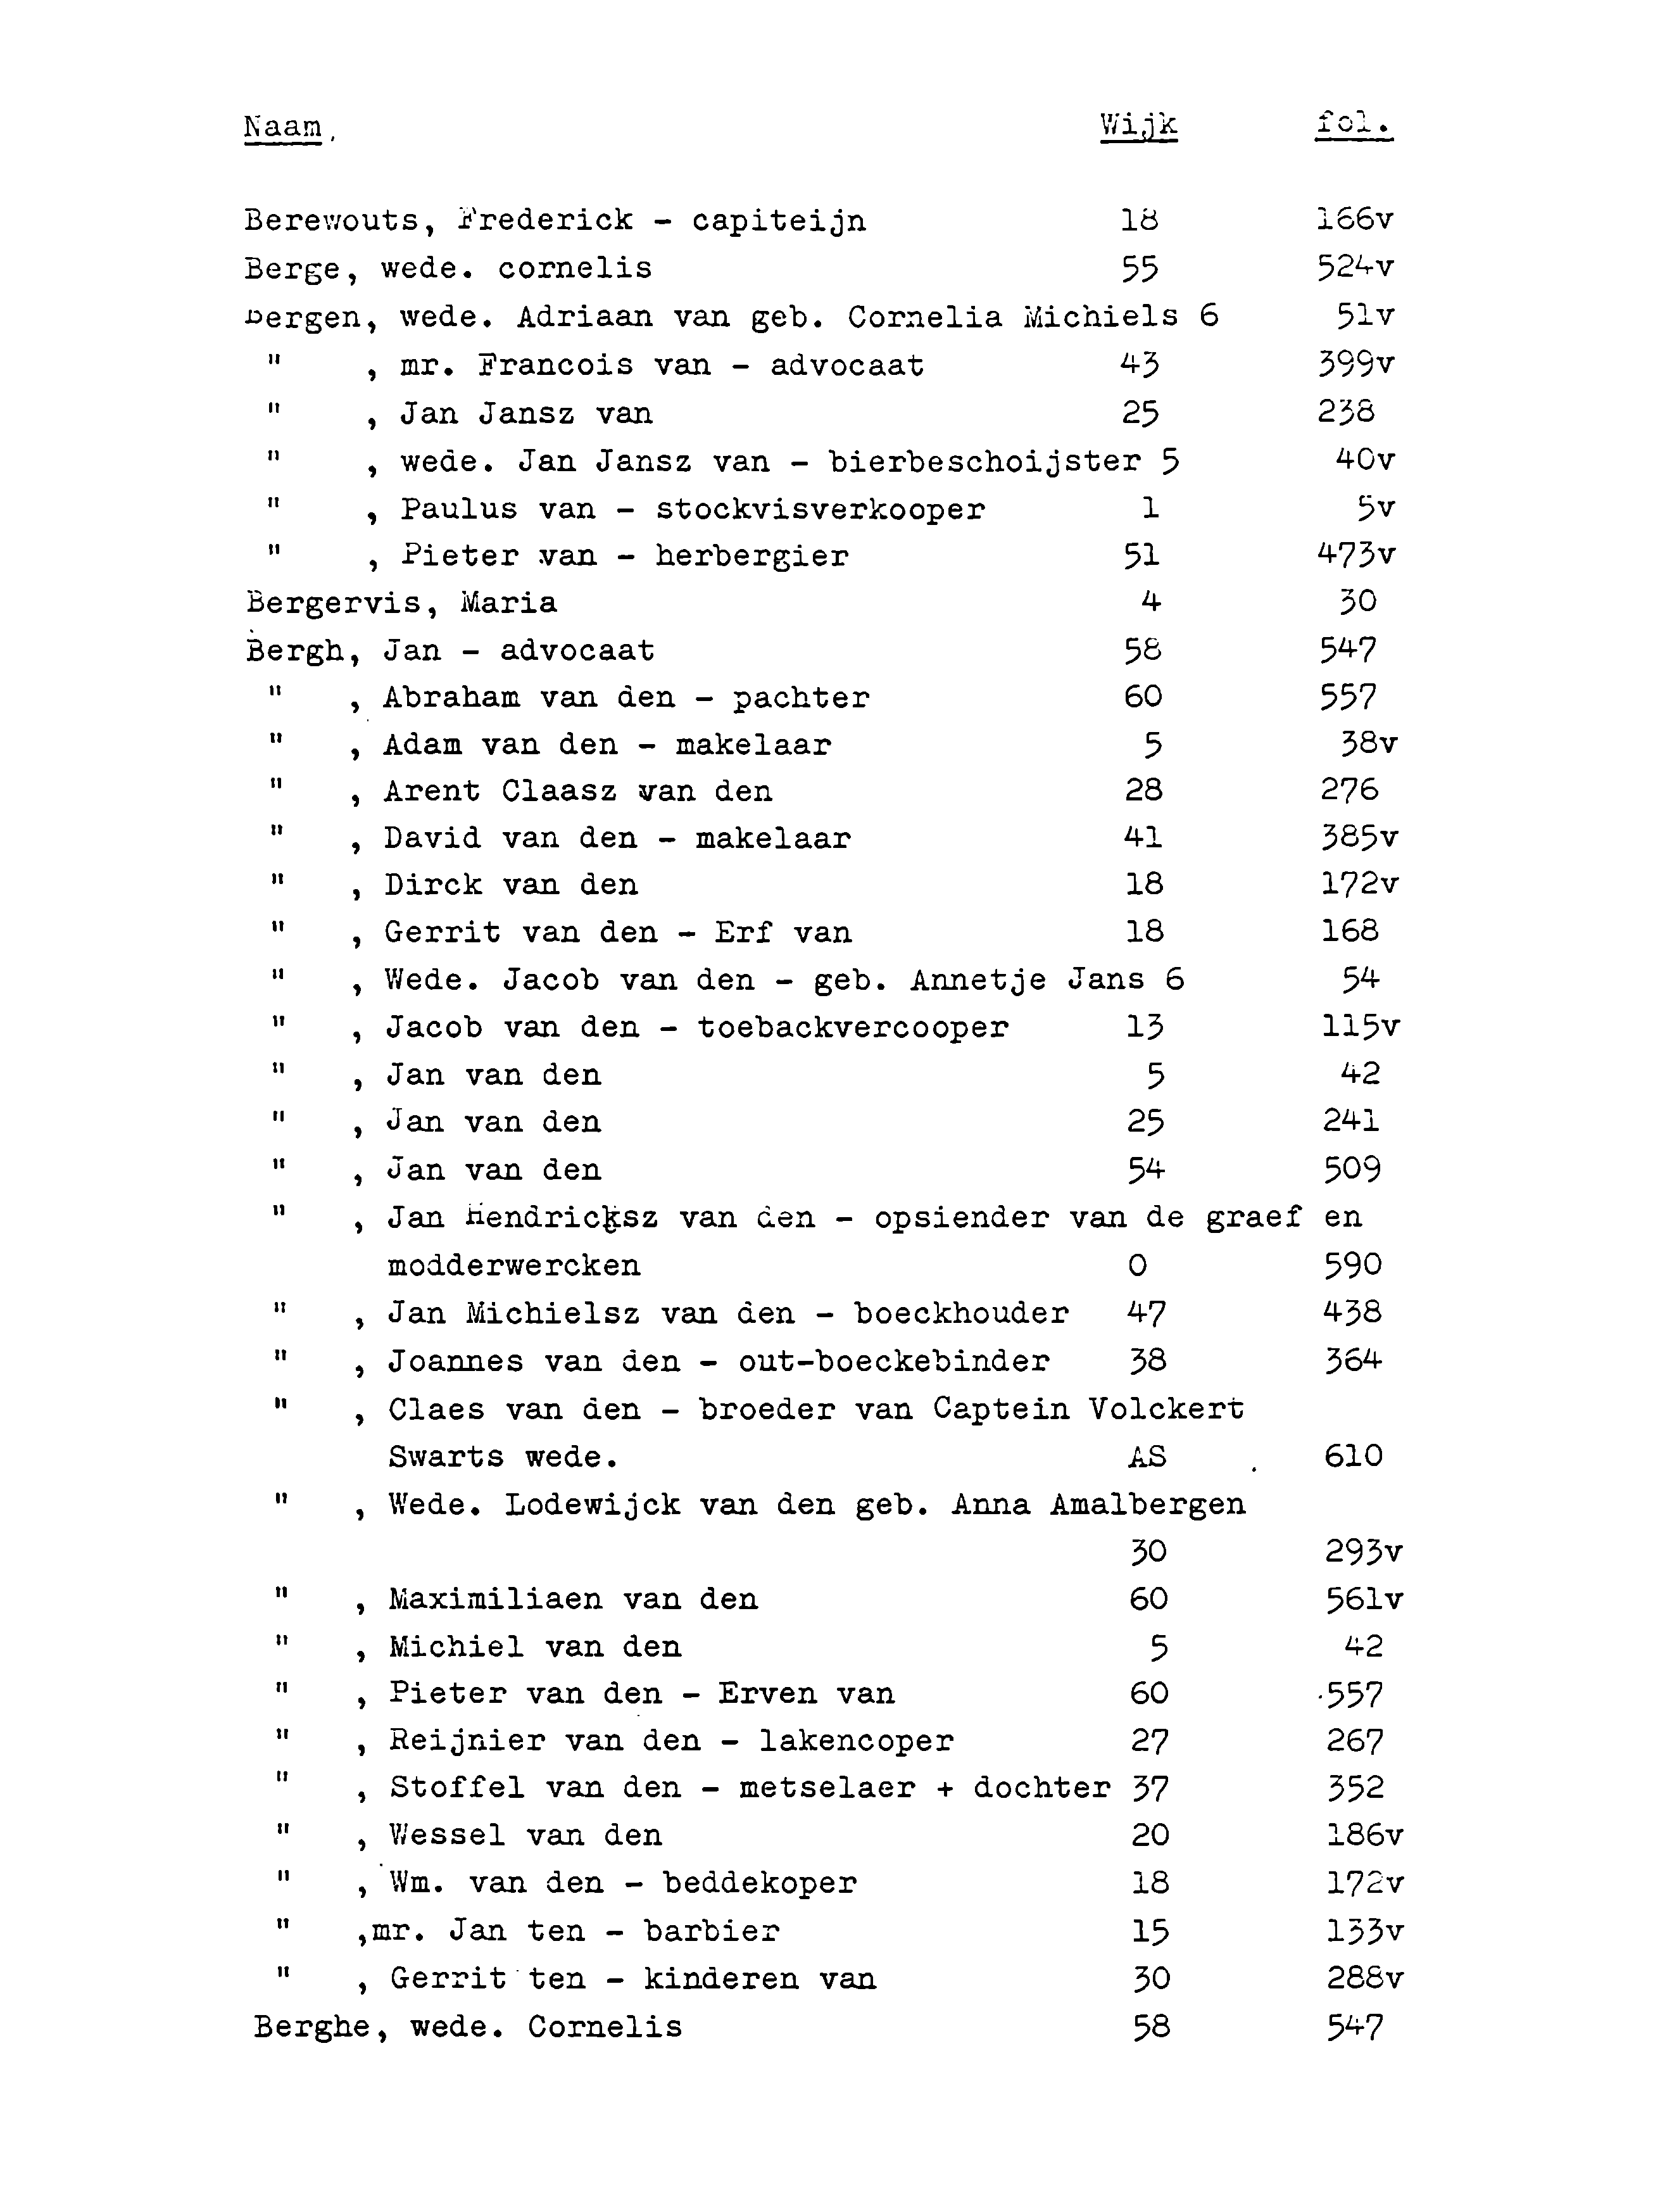 Naam. Wijk fol.
Berewouts, Frederick - capiteijn 18 166v
Berge, wede. cornelis 55 524v
Bergen, wede. Adriaan van geb. Cornelia Michiels 6 51v
" , mr. Francois van - advocaat 43 399v
" , Jan Jansz van 25 238
" , wede. Jan Jansz van - bierbeschoijster 5 40v
" , Paulus van - stockvisverkooper 1 5v
" , Pieter van - herbergier 51 473v
Bergervis, Maria 4 30
Bergh, Jan - advocaat 58 547
" , Abraham van den - pachter 60 557
" , Adam van den - makelaar 5 38v
" , Arent Claasz van den 28 276
" , David van den - makelaar 41 385v
" , Dirck van den 18 172v
" , Gerrit van den - Erf van 18 168
" , Wede. Jacob van den - geb. Annetje Jans 6 54
" , Jacob van den - toebackvercooper 13 115v
" , Jan van den 5 42
" , Jan van den 25 241
" , Jan van den 54 509
" , Jan Hendricksz van den - opsiender van de graef en
modderwercken 0 590
" , Jan Michielsz van den - boeckhouder 47 438
" , Joannes van den - out-boeckebinder 38 364
" , Claes van den - broeder van Captein Volckert
Swarts wede. AS 610
" , Wede. Lodewijck van den geb. Anna Amalbergen
30 293v
" , Maximiliaen van den 60 561v
" , Michiel van den 5 42
" , Pieter van den - Erven van 60 557
" , Reijnier van den - lakencoper 27 267
" , Stoffel van den - metselaer + dochter 37 352
" , Wessel van den 20 186v
" , Wm. van den - beddekoper 18 172v
" ,mr. Jan ten - barbier 15 133v
" , Gerrit ten - kinderen van 30 288v
Berghe, wede. Cornelis 58 547